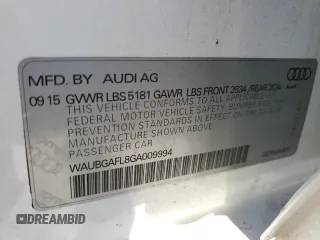 MFD. BY AUDI AG
09 15 GVWR LBS 5181 GAWR LBS FRONT 2634 /REAR 2634
THIS VEHICLE CONFORMS TO ALL APPLICABLE
FEDERAL MOTOR VEHICLE SAFETY, BUMPER AND
THEFT PREVENTION STANDARDS IN EFFECT ON THE DATE OF
MANUFACTURE SHOWN ABOVE.
PASSENGER CAR
WAUBGAFL8GA009994
DREAMBID